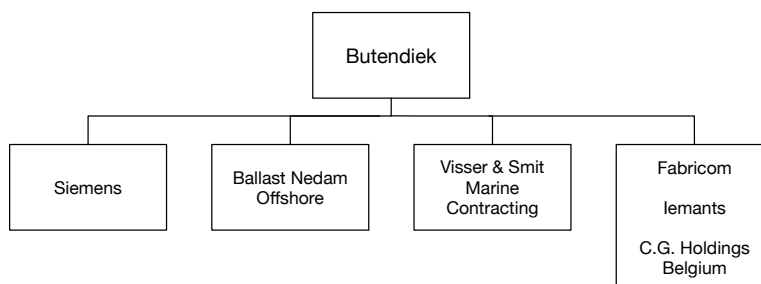 Butendiek
Siemens
Ballast Nedam
Offshore
Visser & Smit
Marine
Contracting
Fabricom
Iemants
C.G. Holdings
Belgium